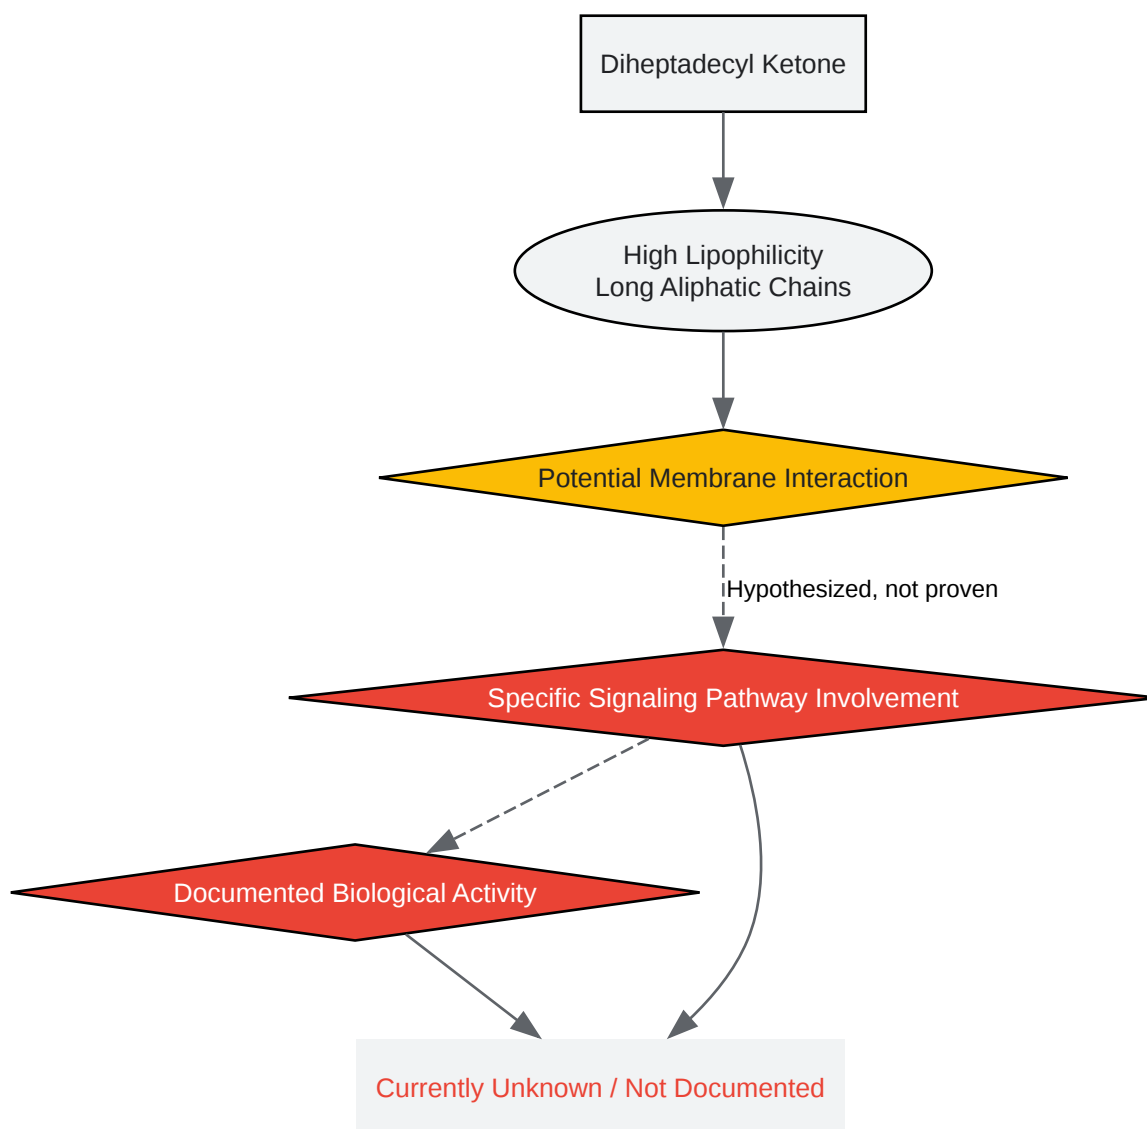 Diheptadecyl Ketone
High Lipophilicity
Long Aliphatic Chains
Potential Membrane Interaction
Hypothesized, not proven
Specific Signaling Pathway Involvement
Documented Biological Activity
Currently Unknown / Not Documented